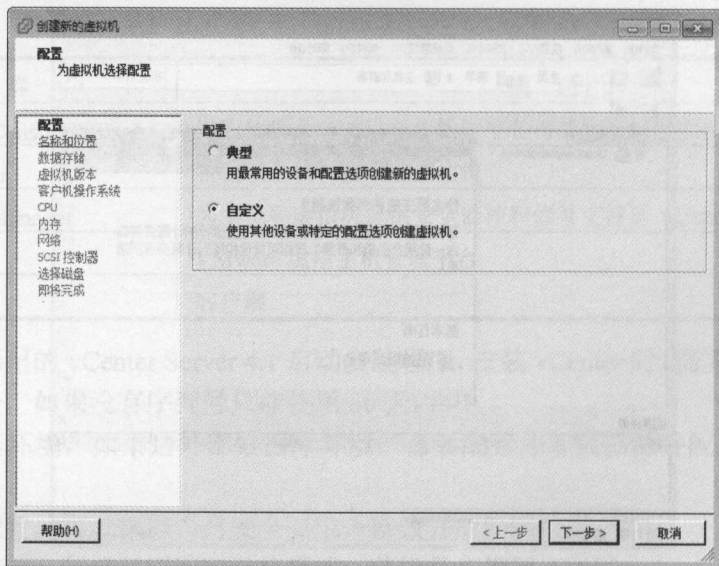 创建新的虚拟机
配置
为虚拟机选择配置
配置
名称和位置
数据存储
虚拟机版本
客户机操作系统
CPU
内存
网络
SCSI 控制器
选择磁盘
即将完成
配置
典型
用最常用的设备和配置选项创建新的虚拟机。
自定义
使用其他设备或特定的配置选项创建虚拟机。
帮助(H)
<上一步
下一步 >
取消